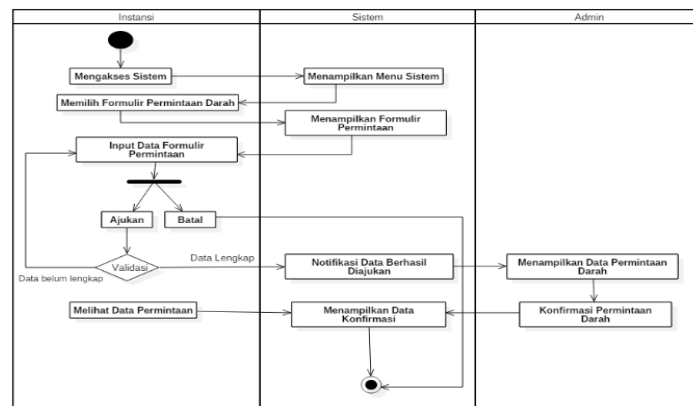 Instansi
Sistem
Admin
Mengakses Sistem
Menampilkan Menu Sistem
Memilih Formulir Permintaan Darah
Menampilkan Formulir
Permintaan
Input Data Formulir
Permintaan
Ajukan
Batal
Validasi
Data Lengkap
Data belum lengkap
Notifikasi Data Berhasil
Diajukan
Menampilkan Data Permintaan
Darah
Melihat Data Permintaan
Menampilkan Data
Konfirmasi
Konfirmasi Permintaan
Darah